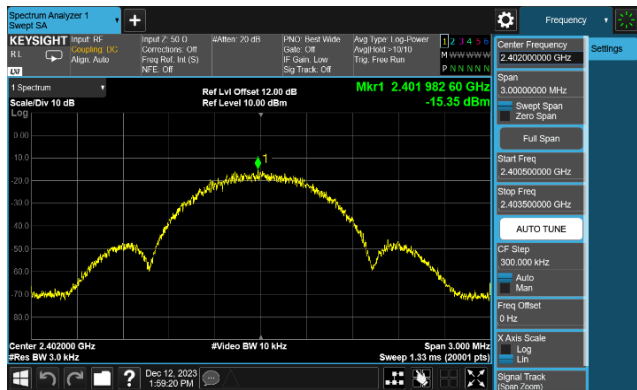 Spectrum Analyzer 1
Swept SA
Frequency
KEYSIGHT
R L
LNI
Input: RF
Coupling: DC
Align: Auto
Input Z: 50 Ω
Corrections: Off
Freq Ref: Int (S)
NFE: Off
#Atten: 20 dB
PNO: Best Wide
Gate: Off
IF Gain: Low
Sig Track: Off
Avg Type: Log-Power
Avg|Hold:>10/10
Trig: Free Run
1 2 3 4 5 6
M W W W W W
P N N N N N
1 Spectrum
Scale/Div 10 dB
Log
Ref Lvl Offset 12.00 dB
Ref Level 10.00 dBm
Mkr1 2.401 982 60 GHz
-15.35 dBm
0.00
-10.0
-20.0
-30.0
-40.0
-50.0
-60.0
-70.0
-80.0
1
Center 2.402000 GHz
#Res BW 3.0 kHz
#Video BW 10 kHz
Span 3.000 MHz
Sweep 1.33 ms (20001 pts)
Dec 12, 2023
1:59:20 PM
Center Frequency
2.402000000 GHz
Settings
Span
3.00000000 MHz
Swept Span
Zero Span
Full Span
Start Freq
2.400500000 GHz
Stop Freq
2.403500000 GHz
AUTO TUNE
CF Step
300.000 kHz
Auto
Man
Freq Offset
0 Hz
X Axis Scale
Log
Lin
Signal Track
(Span Zoom)